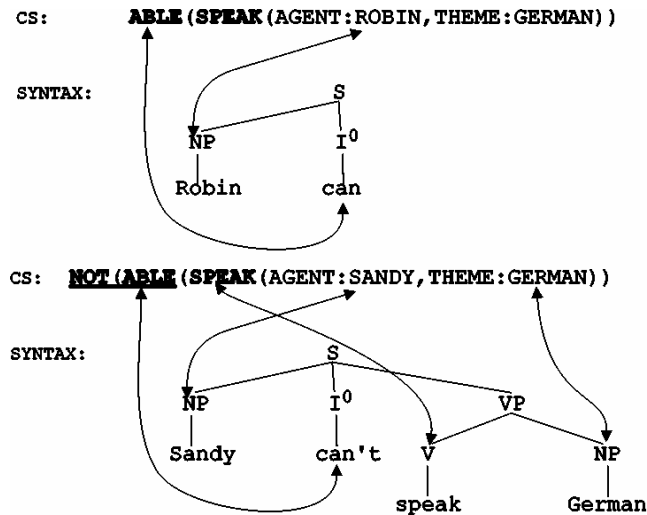 CS: ABLE(SPEAK(AGENT:ROBIN,THEME:GERMAN))
SYNTAX:
S
NP I⁰
Robin can
CS: NOT(ABLE(SPEAK(AGENT:SANDY,THEME:GERMAN))
SYNTAX:
S
NP I⁰ VP
Sandy can't V NP
speak German